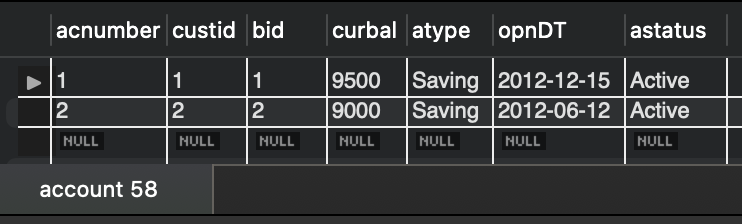 acnumber custid bid curbal atype opnDT astatus
1 1 1 9500 Saving 2012-12-15 Active
2 2 2 9000 Saving 2012-06-12 Active
NULL NULL NULL NULL NULL NULL NULL
account 58